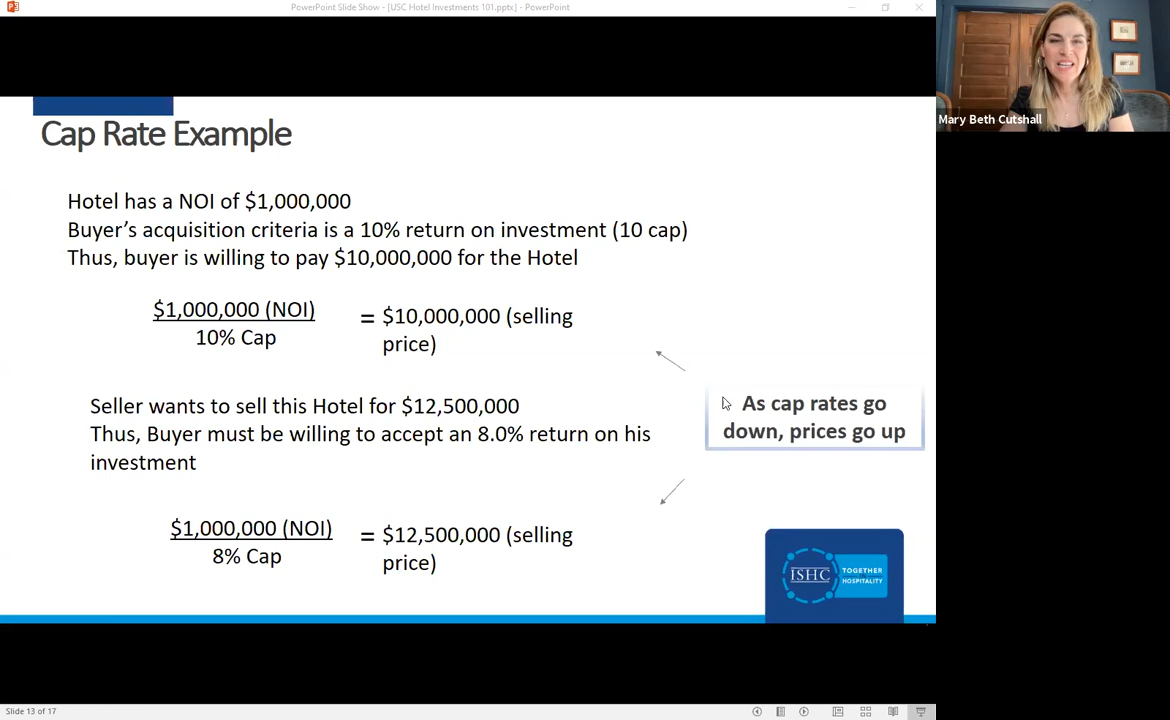 PowerPoint Slide Show - [USC Hotel Investments 101.pptx] - PowerPoint
Mary Beth Cutshall
Cap Rate Example
Hotel has a NOI of $1,000,000
Buyer's acquisition criteria is a 10% return on investment (10 cap)
Thus, buyer is willing to pay $10,000,000 for the Hotel
$1,000,000 (NOI)
10% Cap
= $10,000,000 (selling
price)
As cap rates go
down, prices go up
Seller wants to sell this Hotel for $12,500,000
Thus, Buyer must be willing to accept an 8.0% return on his
investment
$1,000,000 (NOI)
8% Cap
= $12,500,000 (selling
price)
ISHC
TOGETHER
HOSPITALITY
Slide 13 of 17